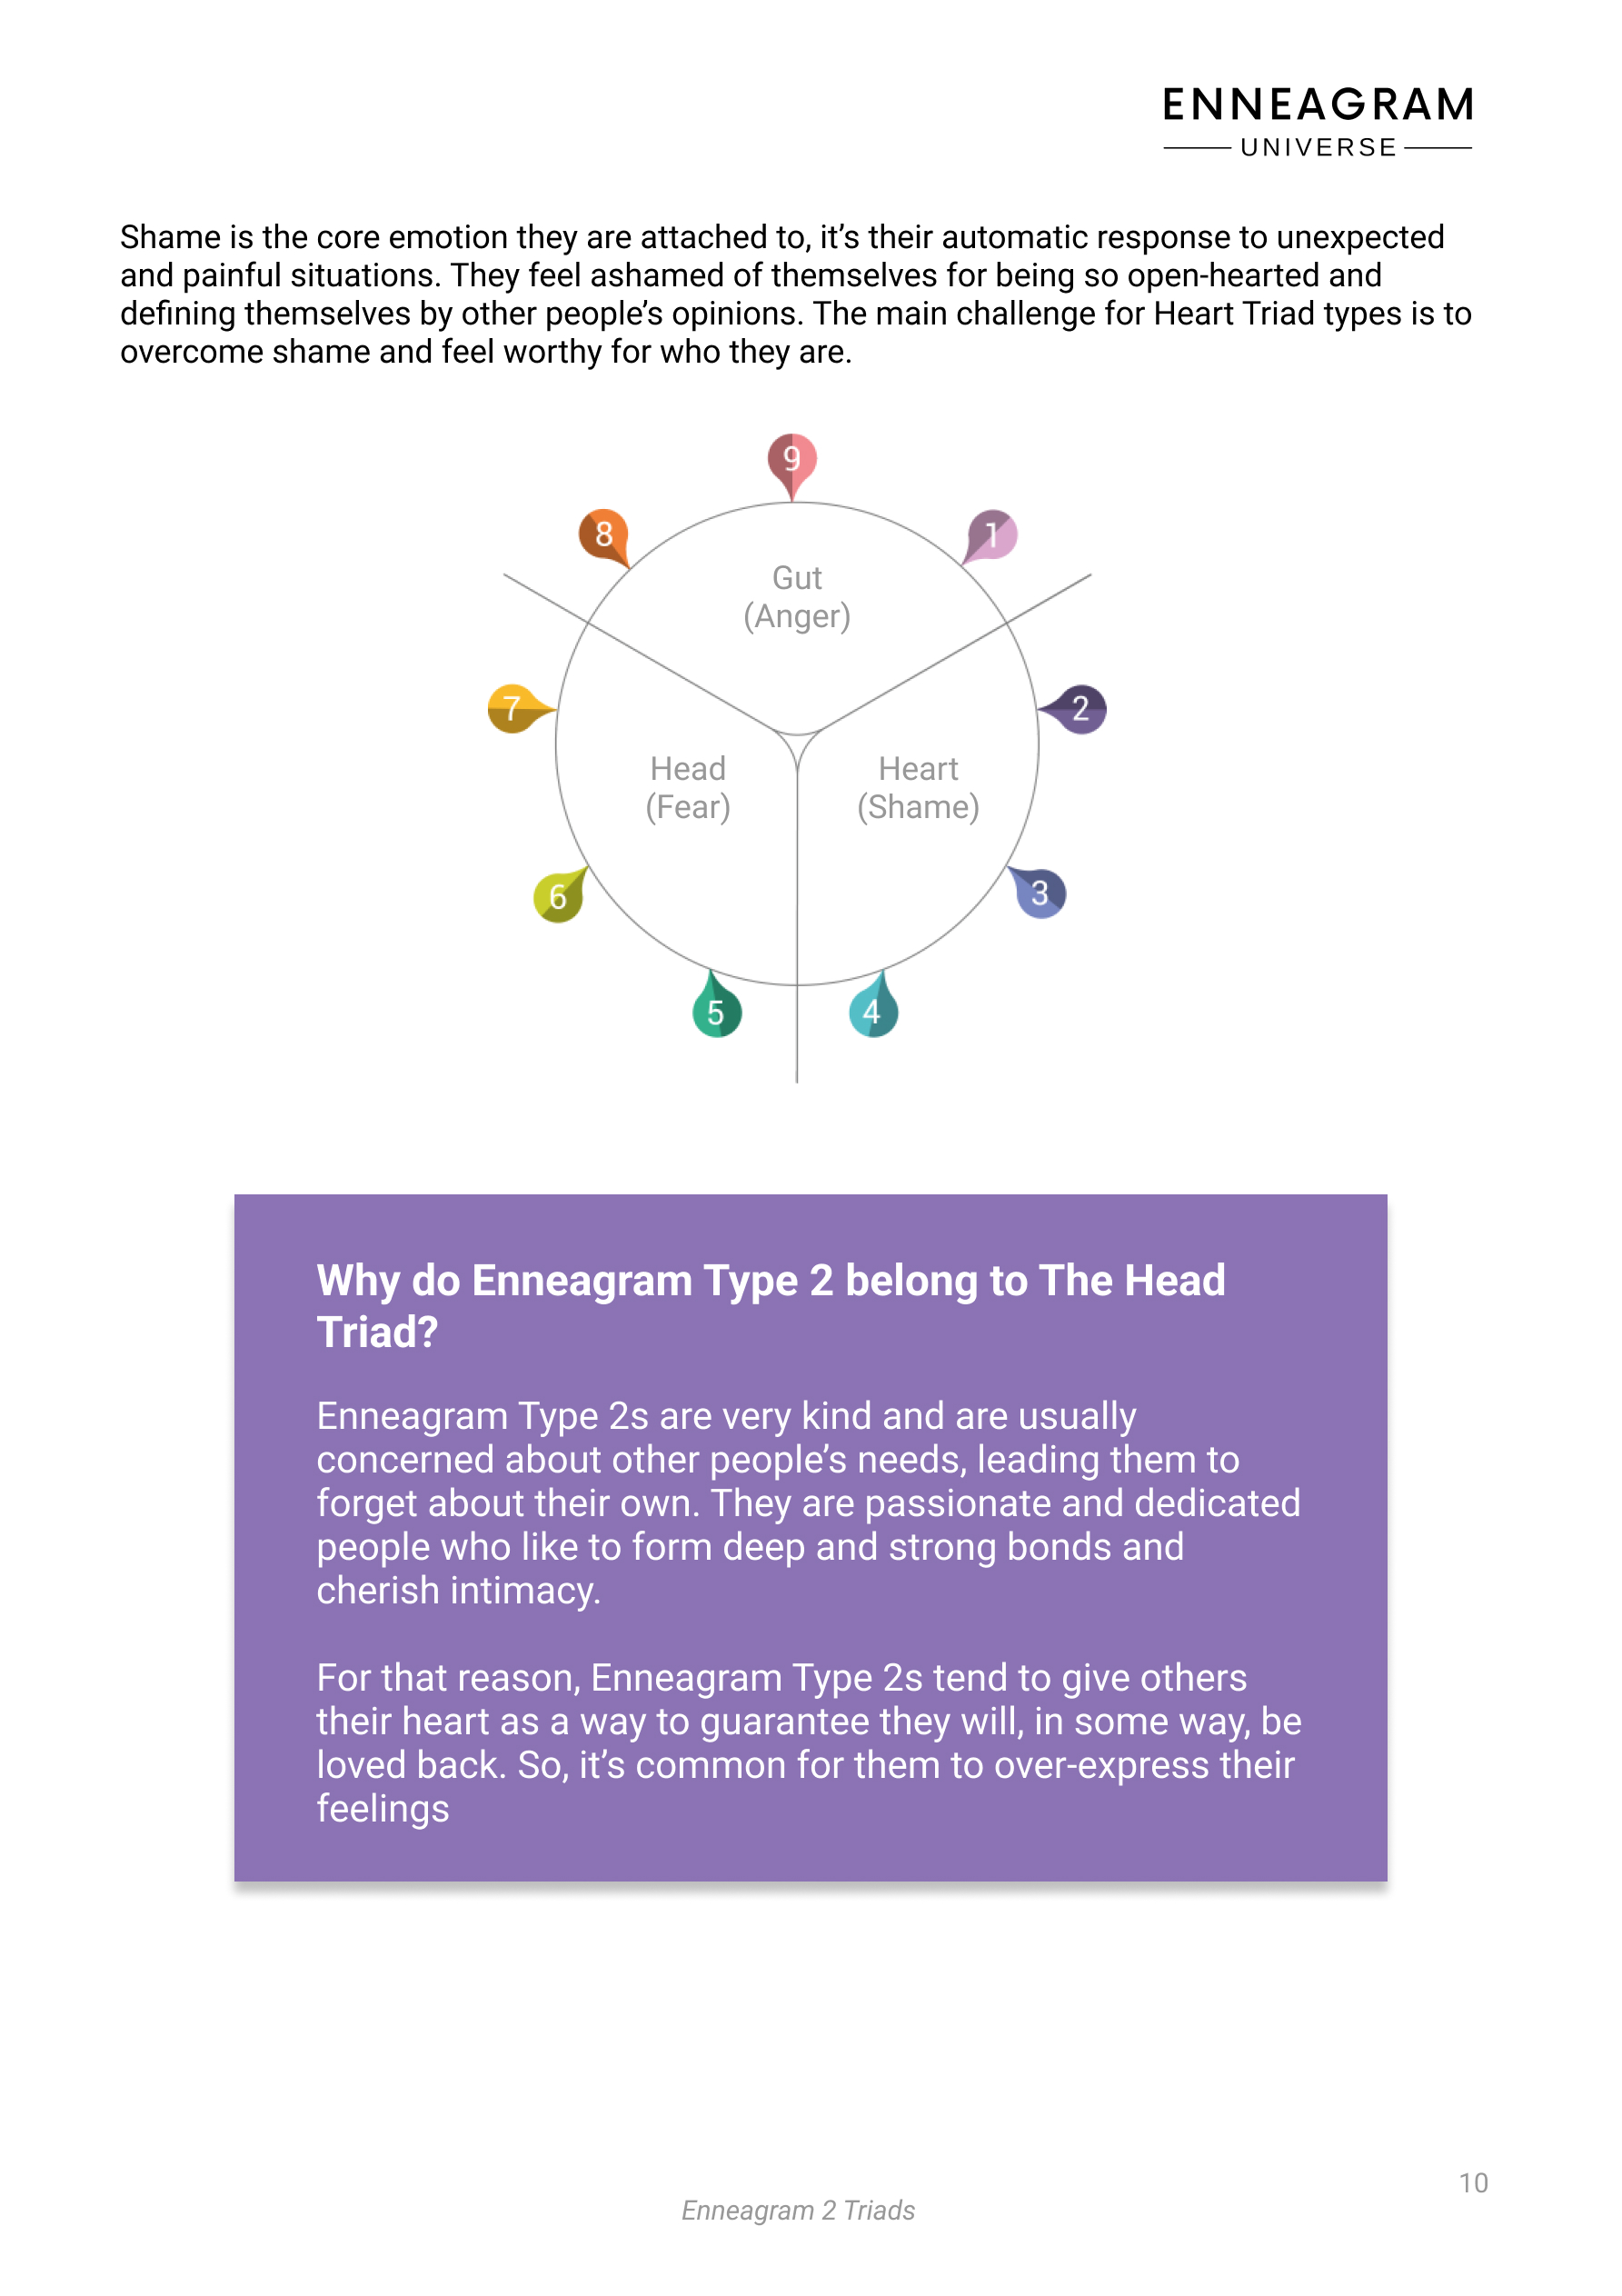 ENNEAGRAM
UNIVERSE
Shame is the core emotion they are attached to, it’s their automatic response to unexpected
and painful situations. They feel ashamed of themselves for being so open-hearted and
defining themselves by other people’s opinions. The main challenge for Heart Triad types is to
overcome shame and feel worthy for who they are.
9
8
1
Gut
(Anger)
7
2
Head
(Fear)
Heart
(Shame)
6
3
5
4
Why do Enneagram Type 2 belong to The Head
Triad?
Enneagram Type 2s are very kind and are usually
concerned about other people’s needs, leading them to
forget about their own. They are passionate and dedicated
people who like to form deep and strong bonds and
cherish intimacy.
For that reason, Enneagram Type 2s tend to give others
their heart as a way to guarantee they will, in some way, be
loved back. So, it’s common for them to over-express their
feelings
10
Enneagram 2 Triads